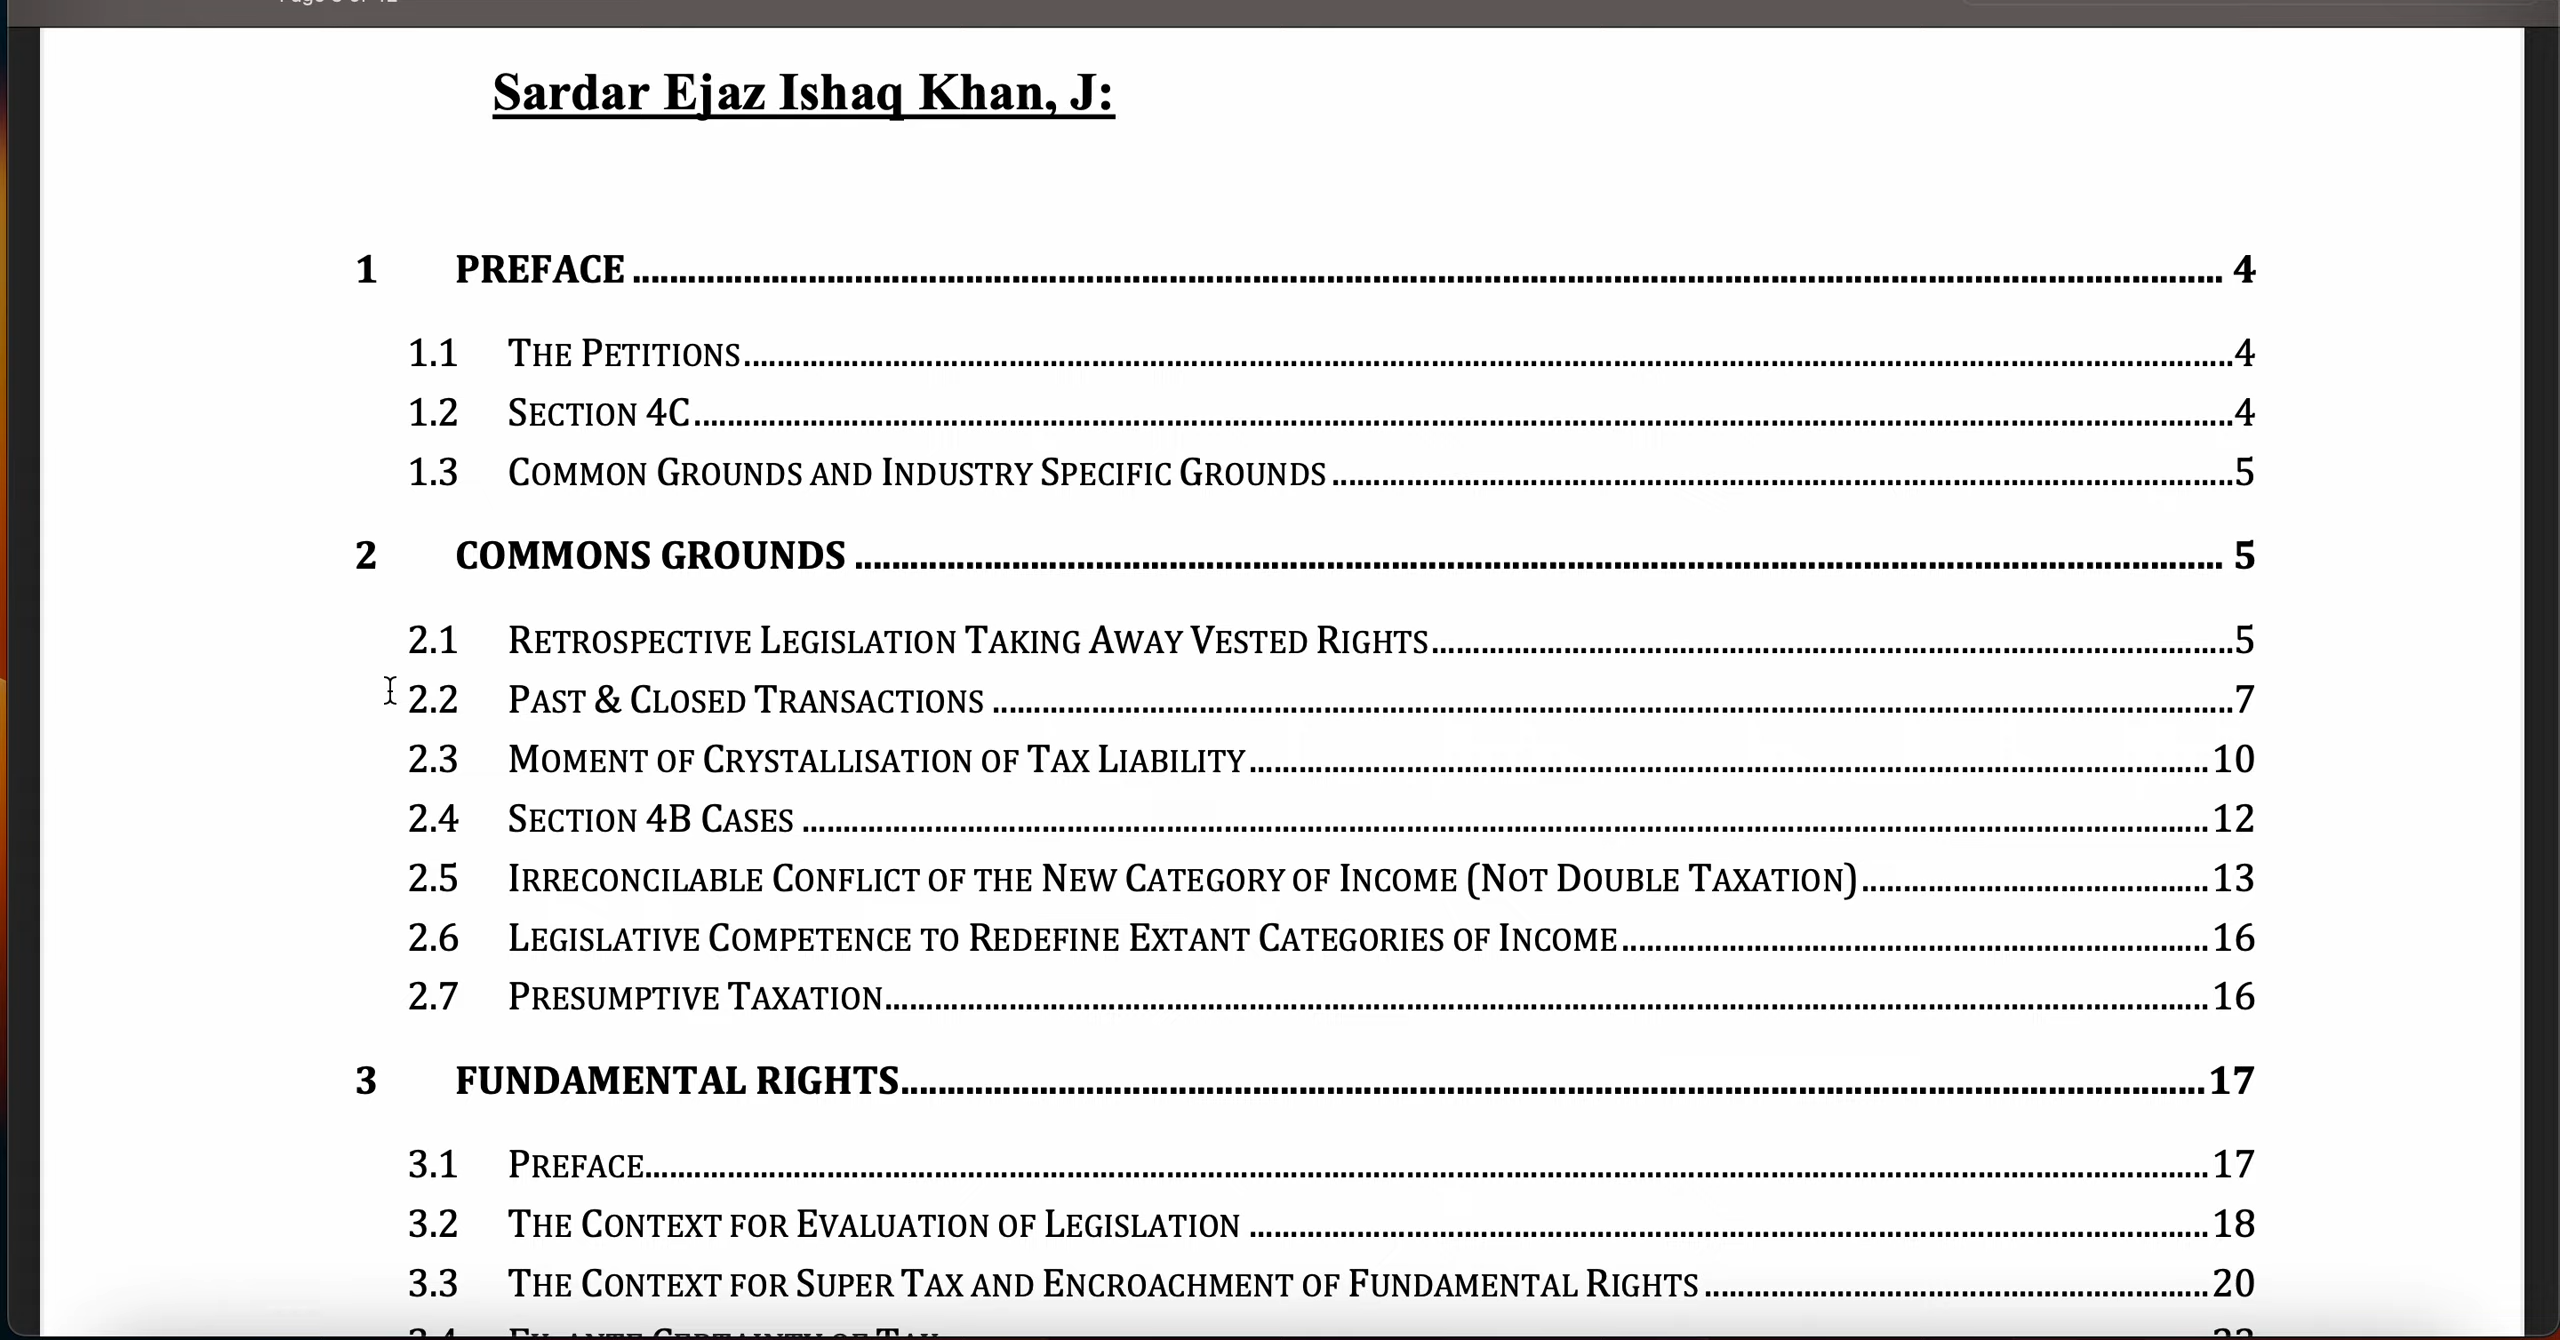 Sardar Ejaz Ishaq Khan, J:
1 PREFACE 4
1.1 THE PETITIONS 4
1.2 SECTION 4C 4
1.3 COMMON GROUNDS AND INDUSTRY SPECIFIC GROUNDS 5
2 COMMONS GROUNDS 5
2.1 RETROSPECTIVE LEGISLATION TAKING AWAY VESTED RIGHTS 5
2.2 PAST & CLOSED TRANSACTIONS 7
2.3 MOMENT OF CRYSTALLISATION OF TAX LIABILITY 10
2.4 SECTION 4B CASES 12
2.5 IRRECONCILABLE CONFLICT OF THE NEW CATEGORY OF INCOME (NOT DOUBLE TAXATION) 13
2.6 LEGISLATIVE COMPETENCE TO REDEFINE EXTANT CATEGORIES OF INCOME 16
2.7 PRESUMPTIVE TAXATION 16
3 FUNDAMENTAL RIGHTS 17
3.1 PREFACE 17
3.2 THE CONTEXT FOR EVALUATION OF LEGISLATION 18
3.3 THE CONTEXT FOR SUPER TAX AND ENCROACHMENT OF FUNDAMENTAL RIGHTS 20